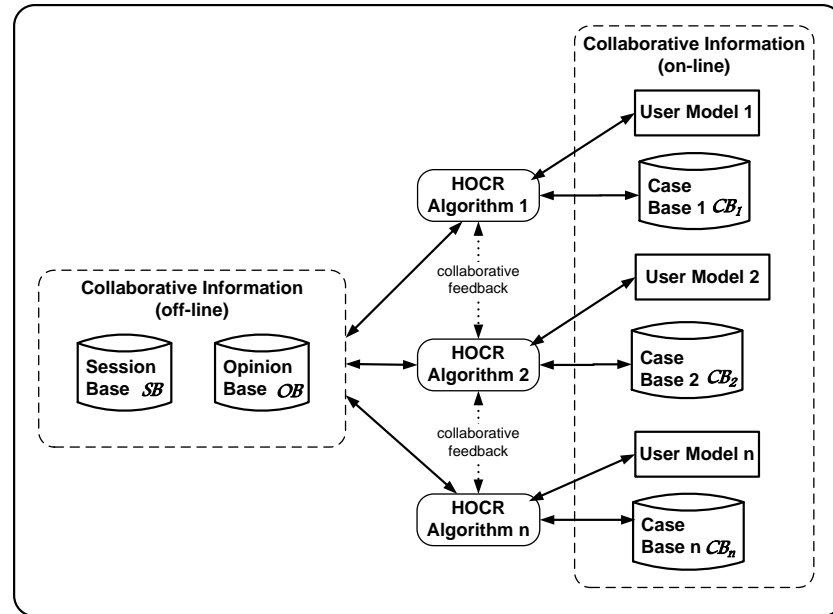 Collaborative Information
(on-line)
User Model 1
HOCR
Algorithm 1
Case
Base 1 CB₁
collaborative
feedback
User Model 2
Collaborative Information
(off-line)
Session
Base SB
Opinion
Base OB
HOCR
Algorithm 2
Case
Base 2 CB₂
collaborative
feedback
User Model n
HOCR
Algorithm n
Case
Base n CBₙ